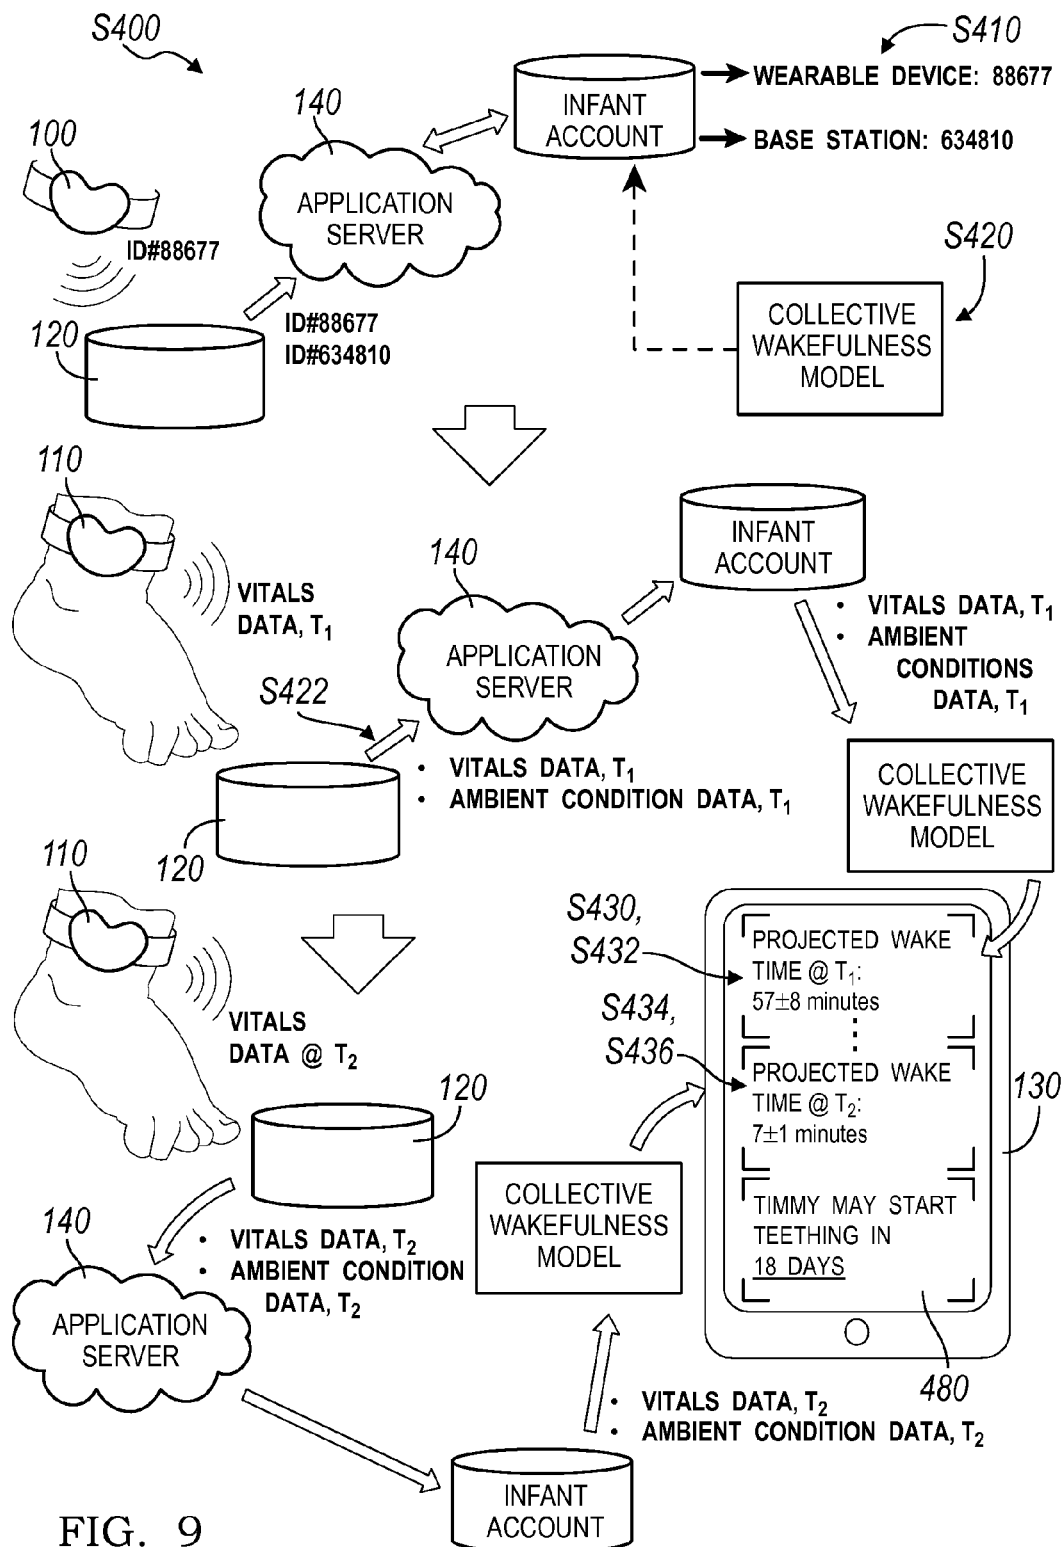 S400
S410
WEARABLE DEVICE: 88677
INFANT
ACCOUNT
BASE STATION: 634810
140
100
APPLICATION
SERVER
ID#88677
S420
120
ID#88677
ID#634810
COLLECTIVE
WAKEFULNESS
MODEL
110
INFANT
ACCOUNT
140
VITALS
DATA, T₁
• VITALS DATA, T₁
• AMBIENT
CONDITIONS
DATA, T₁
APPLICATION
SERVER
S422
• VITALS DATA, T₁
• AMBIENT CONDITION DATA, T₁
COLLECTIVE
WAKEFULNESS
MODEL
120
110
S430,
S432
PROJECTED WAKE
TIME @ T₁:
57±8 minutes
S434,
S436
VITALS
DATA @ T₂
PROJECTED WAKE
TIME @ T₂:
7±1 minutes
120
130
COLLECTIVE
WAKEFULNESS
MODEL
TIMMY MAY START
TEETHING IN
18 DAYS
140
• VITALS DATA, T₂
• AMBIENT CONDITION
DATA, T₂
APPLICATION
SERVER
480
• VITALS DATA, T₂
• AMBIENT CONDITION DATA, T₂
INFANT
ACCOUNT
FIG. 9